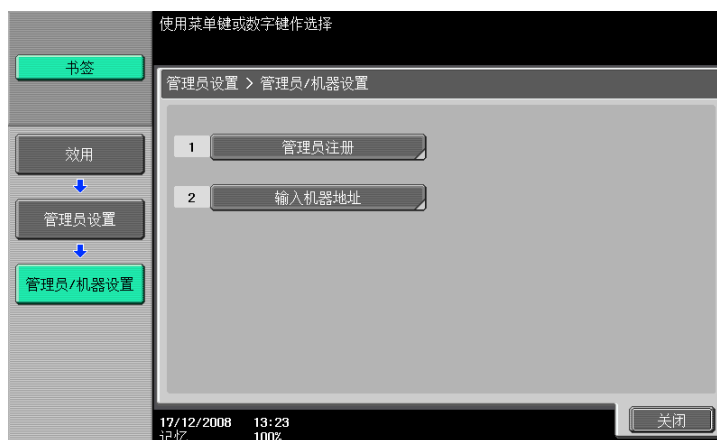 使用菜单键或数字键作选择
书签
管理员设置 > 管理员/机器设置
1 管理员注册
效用
2 输入机器地址
管理员设置
管理员/机器设置
17/12/2008 13:23
记忆 100%
关闭